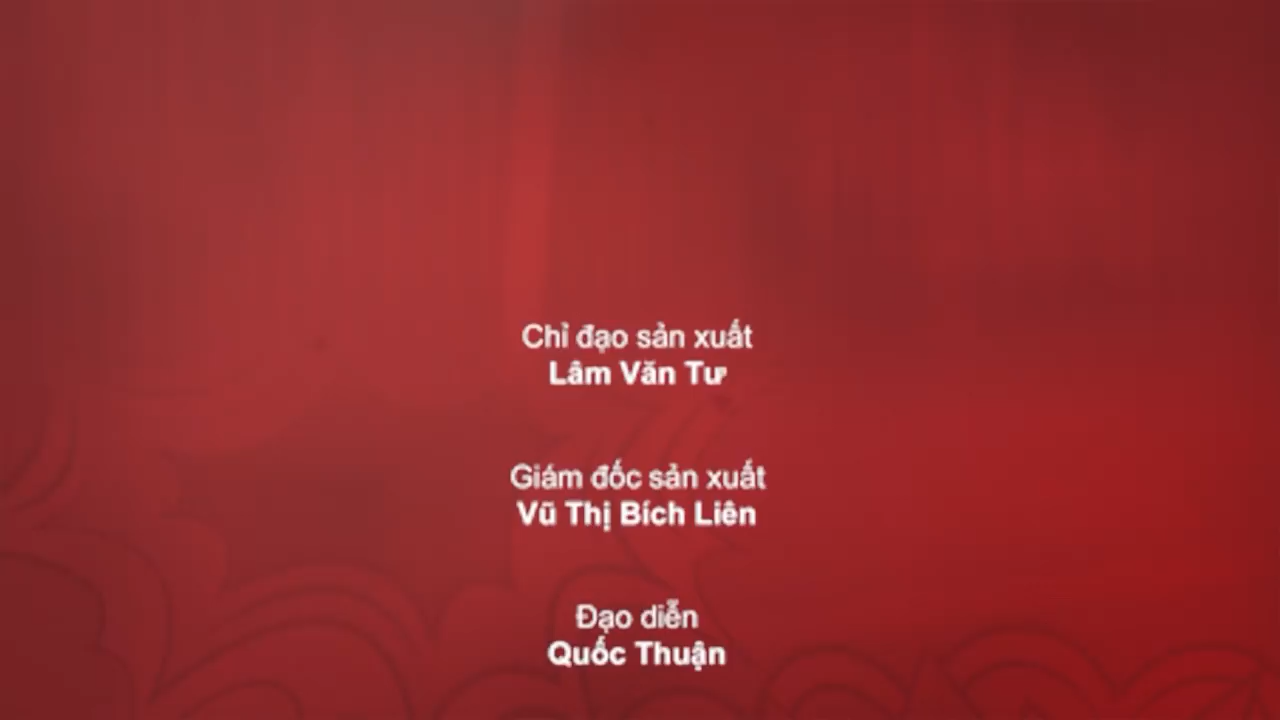 Chỉ đạo sản xuất
Lâm Văn Tư
Giám đốc sản xuất
Vũ Thị Bích Liên
Đạo diễn
Quốc Thuận